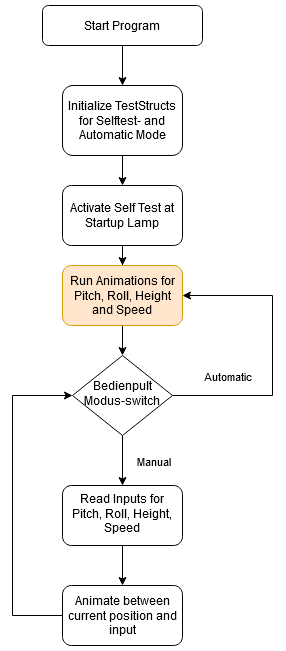 Start Program
Initialize TestStructs
for Selftest- and
Automatic Mode
Activate Self Test at
Startup Lamp
Run Animations for
Pitch, Roll, Height
and Speed
Bedienpult
Modus-switch
Automatic
Manual
Read Inputs for
Pitch, Roll, Height,
Speed
Animate between
current position and
input